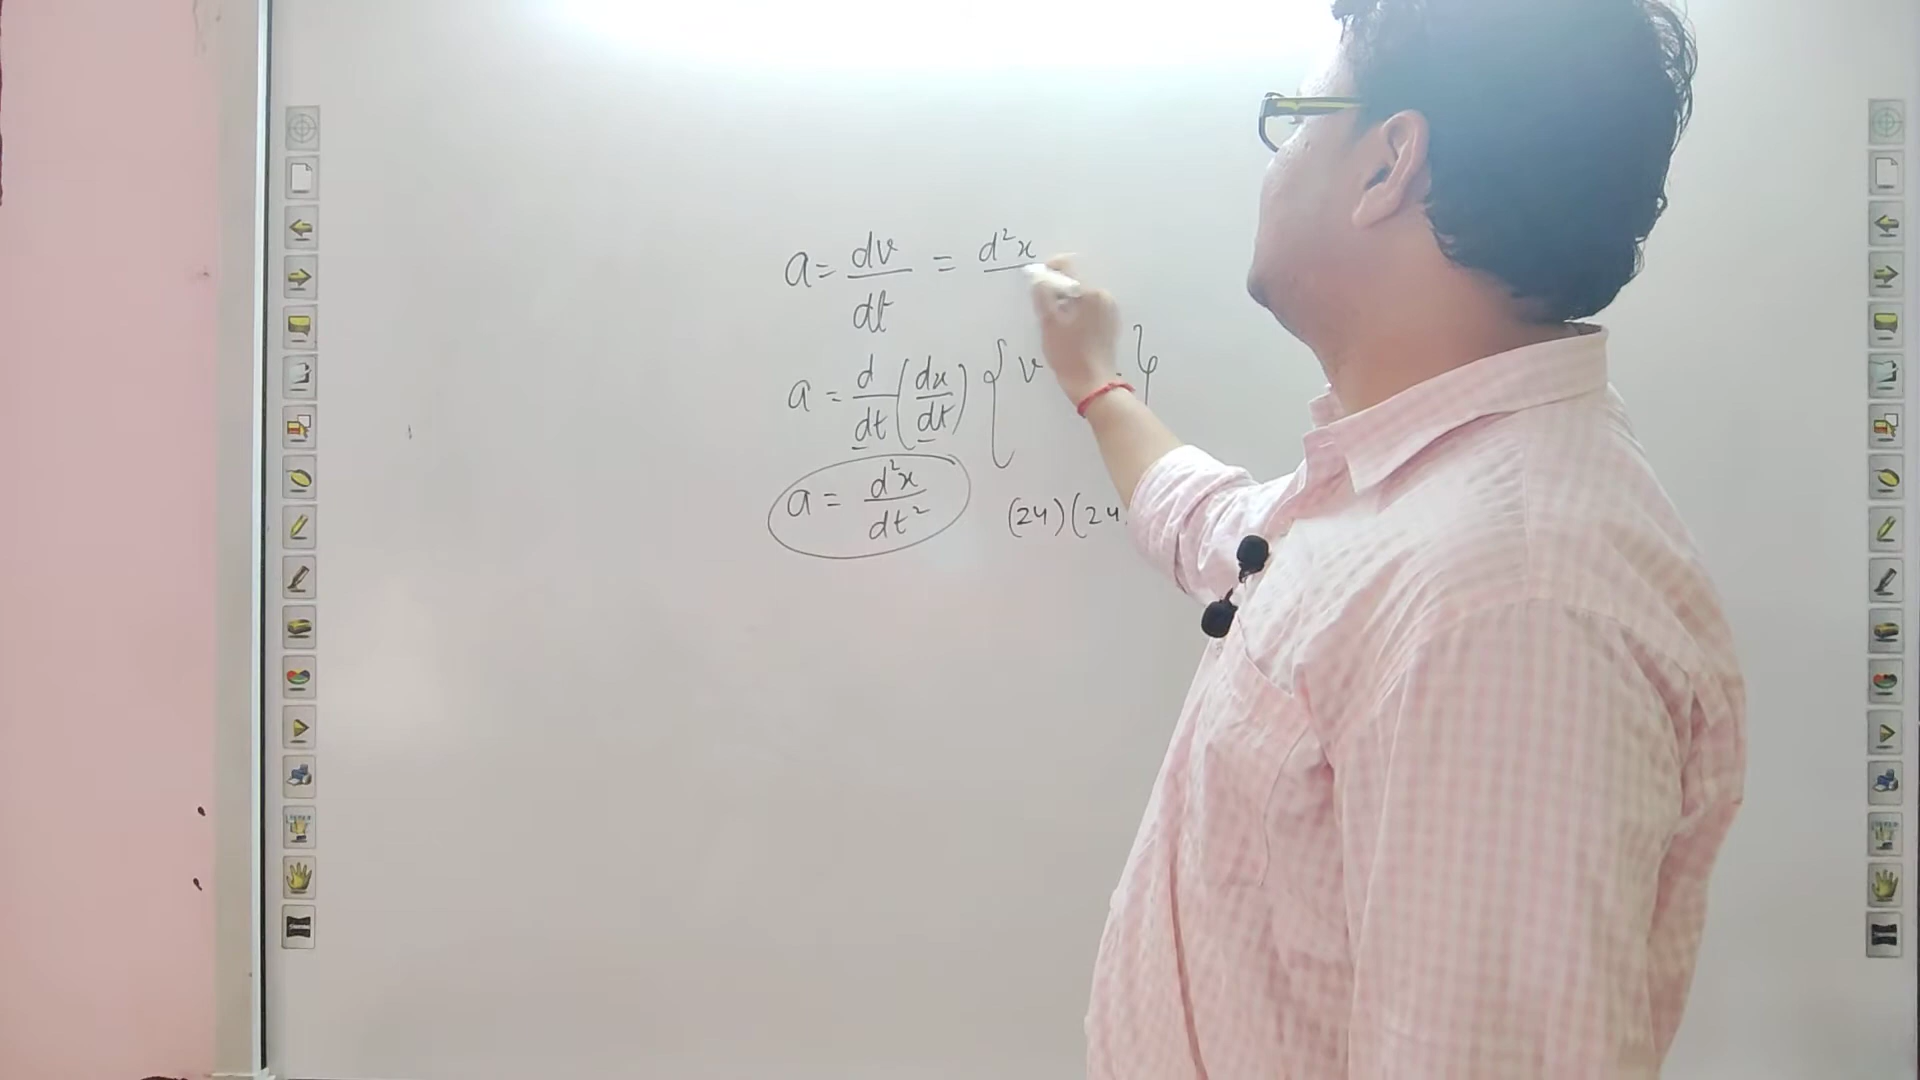 a = dv/dt = d²x
a = d/dt (dx/dt) { v }
a = d²x/dt² (24)(24